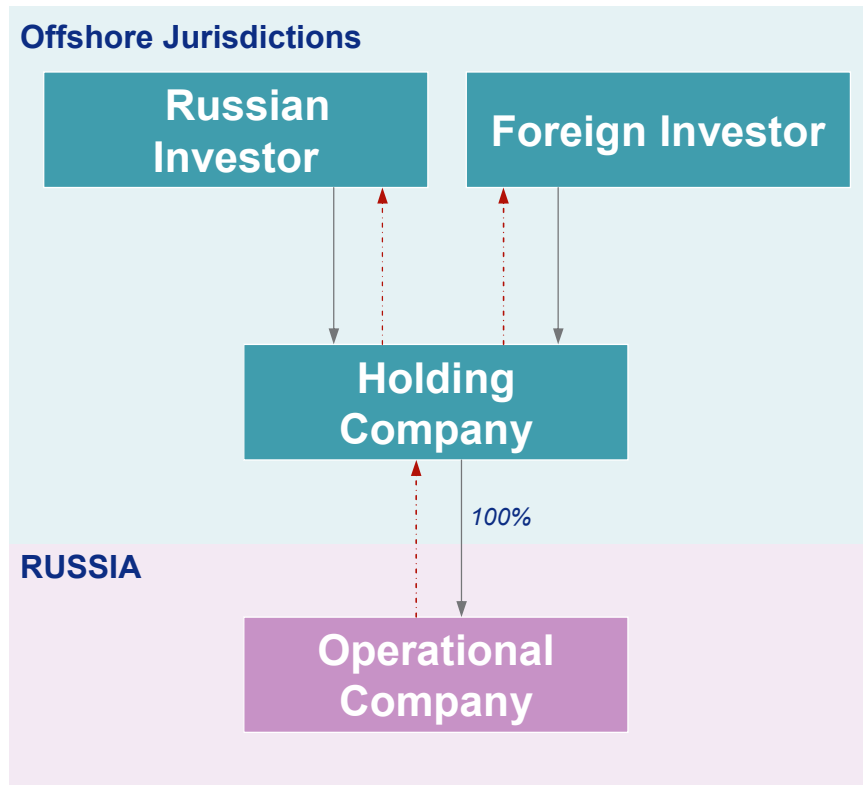 Offshore Jurisdictions
Russian
Investor
Foreign Investor
Holding
Company
100%
RUSSIA
Operational
Company